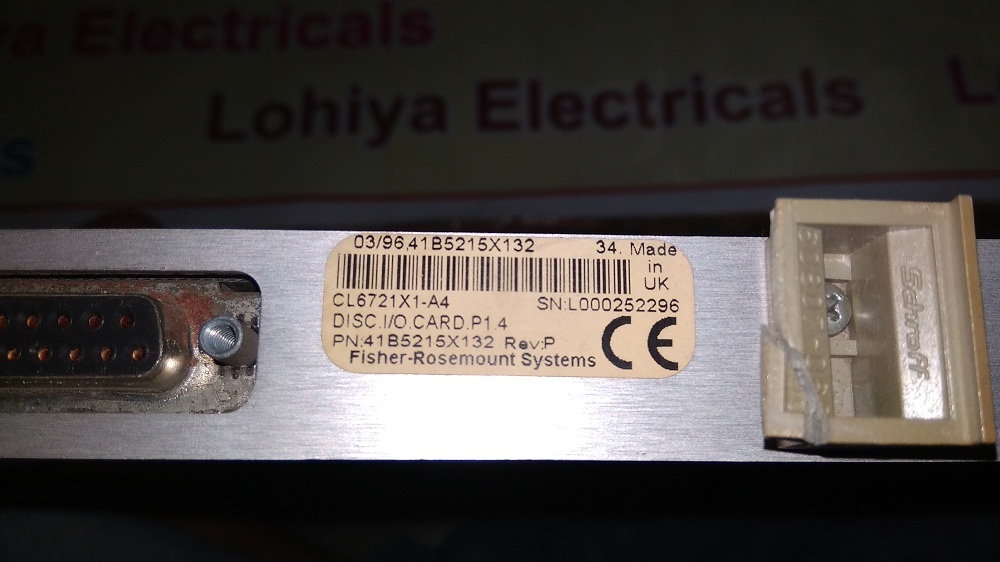 ra Electricals
Lohiya Electricals
L
s
03/96,41B5215X132 34. Made
in
UK
CL6721X1-A4 SN:L000252296
DISC.I/O.CARD.P1.4
PN:41B5215X132 Rev:P
Fisher-Rosemount Systems
CE
Schroff